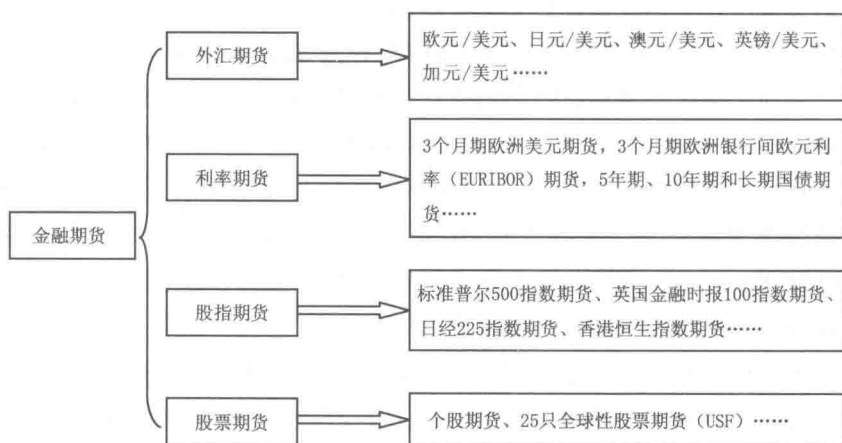 外汇期货
欧元/美元、日元/美元、澳元/美元、英镑/美元、
加元/美元……
利率期货
3个月期欧洲美元期货，3个月期欧洲银行间欧元利
率（EURIBOR）期货，5年期、10年期和长期国债期
货……
金融期货
股指期货
标准普尔500指数期货、英国金融时报100指数期货、
日经225指数期货、香港恒生指数期货……
股票期货
个股期货、25只全球性股票期货（USF）……